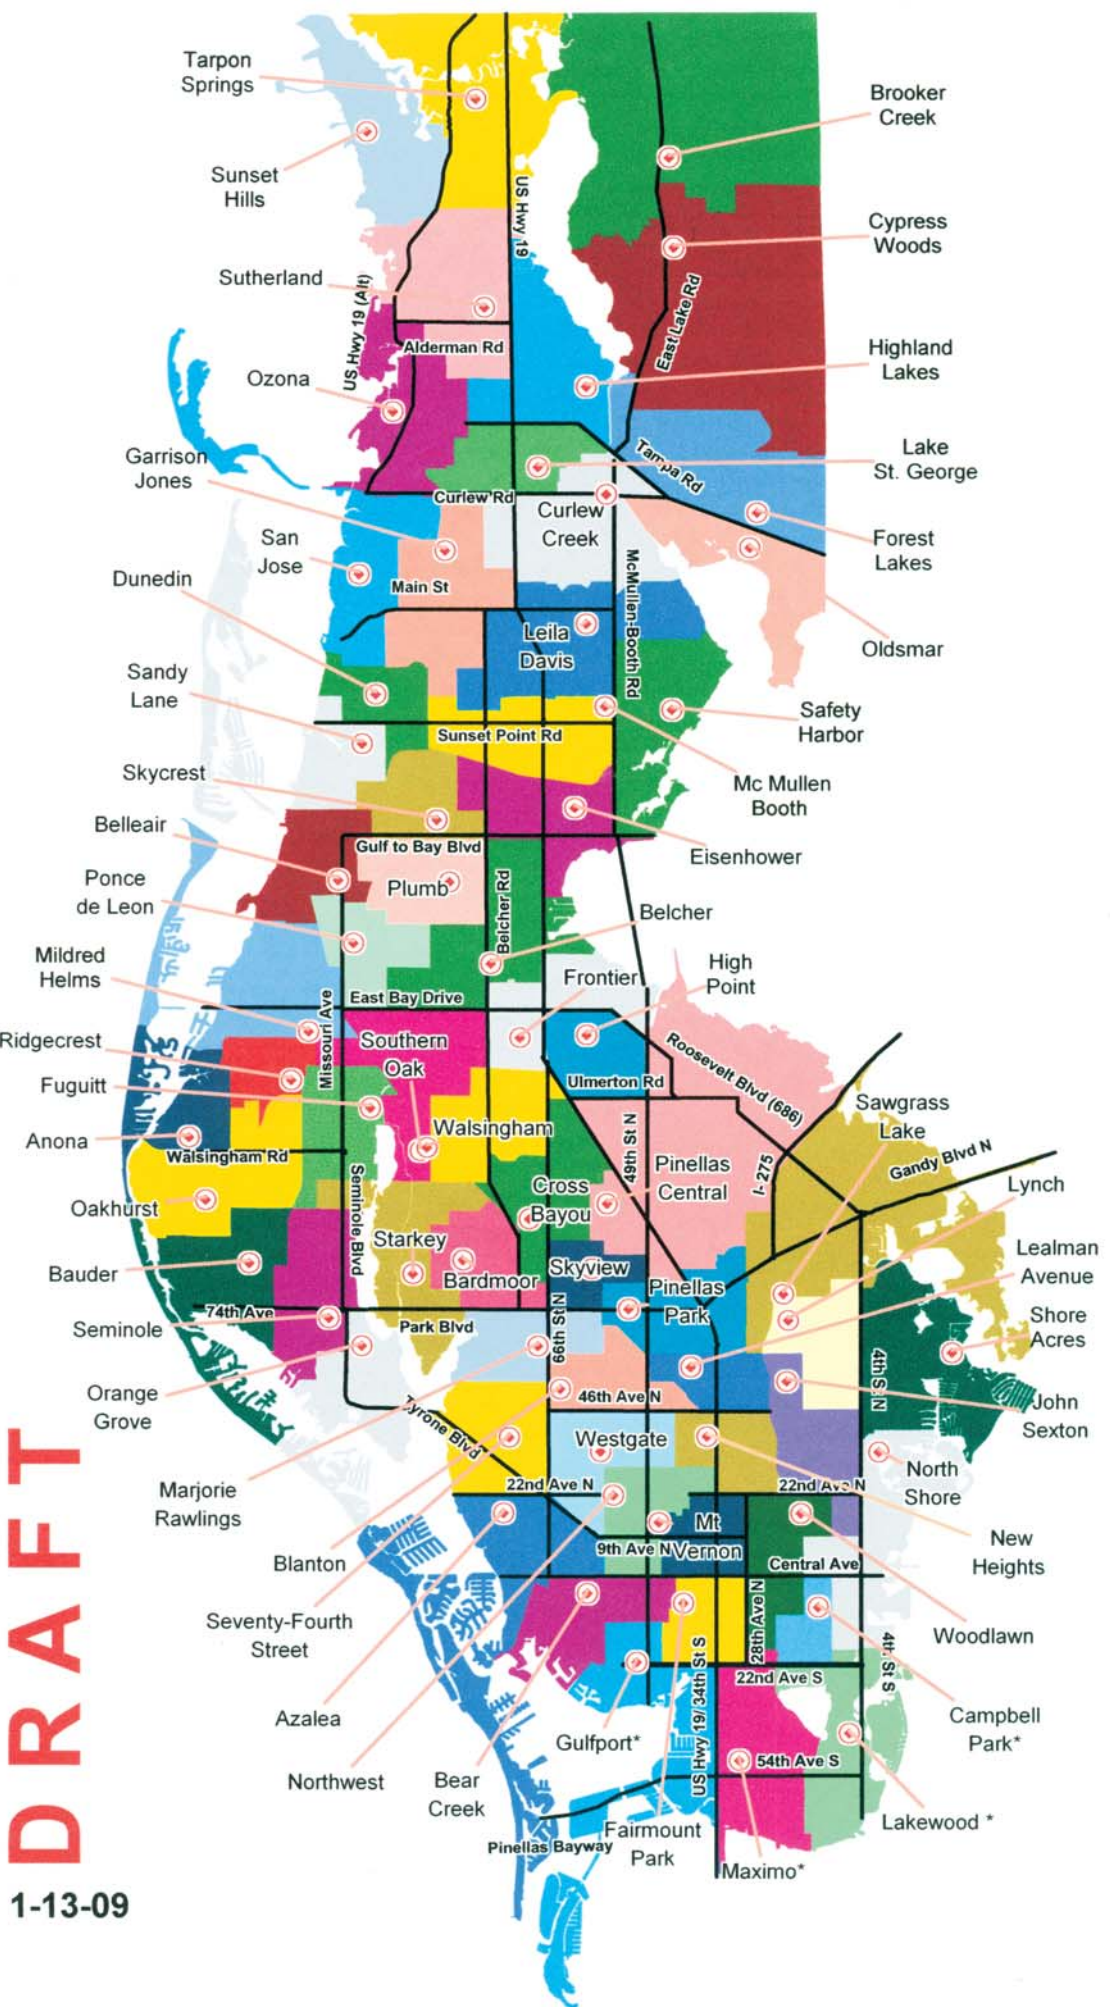 Tarpon
Springs
Brooker
Creek
Sunset
Hills
US Hwy 19
Cypress
Woods
Sutherland
US Hwy 19 (Alt)
East Lake Rd
Alderman Rd
Highland
Lakes
Ozona
Garrison
Jones
Tampa Rd
Lake
St. George
Curlew Rd
Curlew
Creek
San
Jose
Forest
Lakes
Dunedin
Main St
McMullen-Booth Rd
Leila
Davis
Oldsmar
Sandy
Lane
Safety
Harbor
Sunset Point Rd
Skycrest
Mc Mullen
Booth
Belleair
Gulf to Bay Blvd
Eisenhower
Ponce
de Leon
Plumb
Belcher Rd
Belcher
Mildred
Helms
Frontier
High
Point
East Bay Drive
Missouri Ave
Ridgecrest
Southern
Oak
Roosevelt Blvd (686)
Fuguitt
Ulmerton Rd
Sawgrass
Lake
Anona
Walsingham
49th St N
Walsingham Rd
Gandy Blvd N
Pinellas
Central
I- 275
Lynch
Oakhurst
Seminole Blvd
Cross
Bayou
Starkey
Lealman
Avenue
Bauder
Bardmoor
Skyview
Pinellas
Park
74th Ave
Shore
Acres
Seminole
Park Blvd
66th St N
4th S. N
Orange
Grove
46th Ave N
John
Sexton
Tyrone Blvd
Westgate
North
Shore
Marjorie
Rawlings
22nd Ave N
22nd Ave N
Mt
Vernon
New
Heights
Blanton
9th Ave N
Central Ave
Seventy-Fourth
Street
28th Ave N
Woodlawn
4th St S
22nd Ave S
Azalea
US Hwy 19/ 34th St S
Campbell
Park*
Gulfport*
54th Ave S
Northwest
Bear
Creek
Lakewood *
Fairmount
Park
Pinellas Bayway
Maximo*
DRAFT
1-13-09